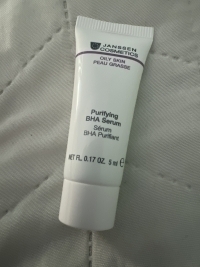 JANSSEN
COSMETICS
OILY SKIN
PEAU GRASSE
Purifying
BHA Serum
Sérum
BHA Purifiant
NET FL. 0.17 OZ. 5 ml ℮